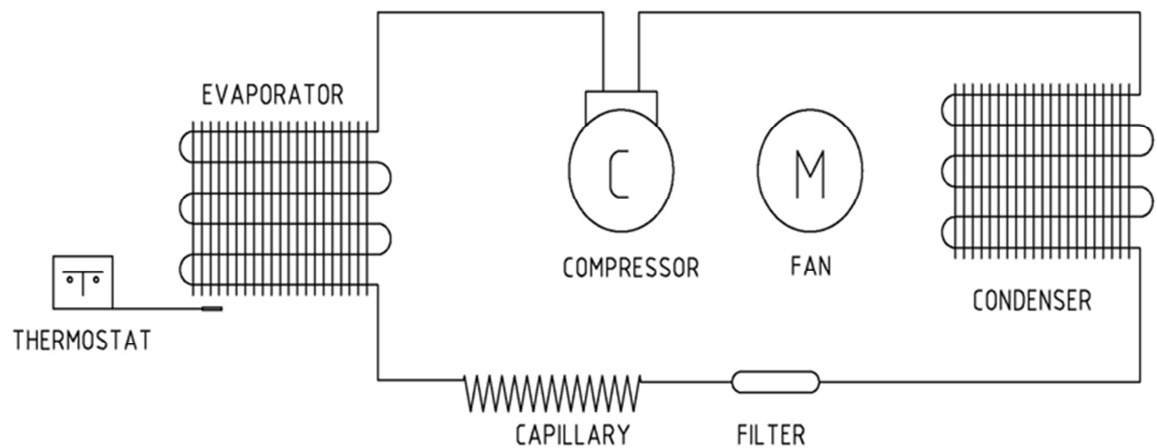 EVAPORATOR
C
M
COMPRESSOR
FAN
CONDENSER
THERMOSTAT
CAPILLARY
FILTER